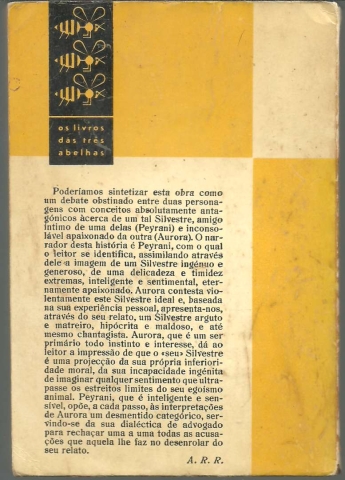 os livros
das três
abelhas
Poderíamos sintetizar esta obra como
um debate obstinado entre duas persona-
gens com conceitos absolutamente anta-
gónicos àcerca de um tal Silvestre, amigo
íntimo de uma delas (Peyrani) e inconso-
lável apaixonado da outra (Aurora). O nar-
rador desta história é Peyrani, com o qual
o leitor se identifica, assimilando através
dele a imagem de um Silvestre ingénuo e
generoso, de uma delicadeza e timidez
extremas, inteligente e sentimental, eterna-
mente apaixonado. Aurora contesta vio-
lentamente este Silvestre ideal e, baseada
na sua experiência pessoal, apresenta-nos,
através do seu relato, um Silvestre arguto
e matreiro, hipócrita e maldoso, e até
mesmo chantagista. Aurora, que é um ser
primário todo instinto e interesse, dá ao
leitor a impressão de que o «seu» Silvestre
é uma projecção da sua própria inferiori-
dade moral, da sua incapacidade ingénita
de imaginar qualquer sentimento que ultra-
passe os estreitos limites do seu egoísmo
animal. Peyrani, que é inteligente e sen-
sível, opõe, a cada passo, às interpretações
de Aurora um desmentido categórico, ser-
vindo-se da sua dialéctica de advogado
para rechaçar uma a uma todas as acusa-
ções que aquela lhe faz no desenrolar do
seu relato.
A. R. R.